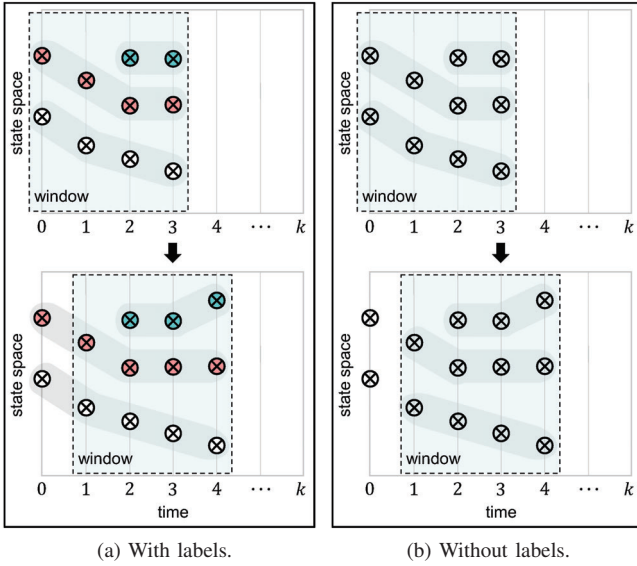 state space
window
0 1 2 3 4 ⋯ k
state space
window
0 1 2 3 4 ⋯ k
time
(a) With labels.
state space
window
0 1 2 3 4 ⋯ k
state space
window
0 1 2 3 4 ⋯ k
time
(b) Without labels.